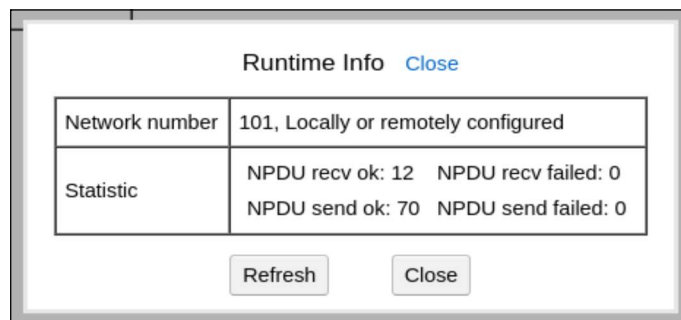 Runtime Info Close
Network number 101, Locally or remotely configured
Statistic
NPDU recv ok: 12 NPDU recv failed: 0
NPDU send ok: 70 NPDU send failed: 0
Refresh Close